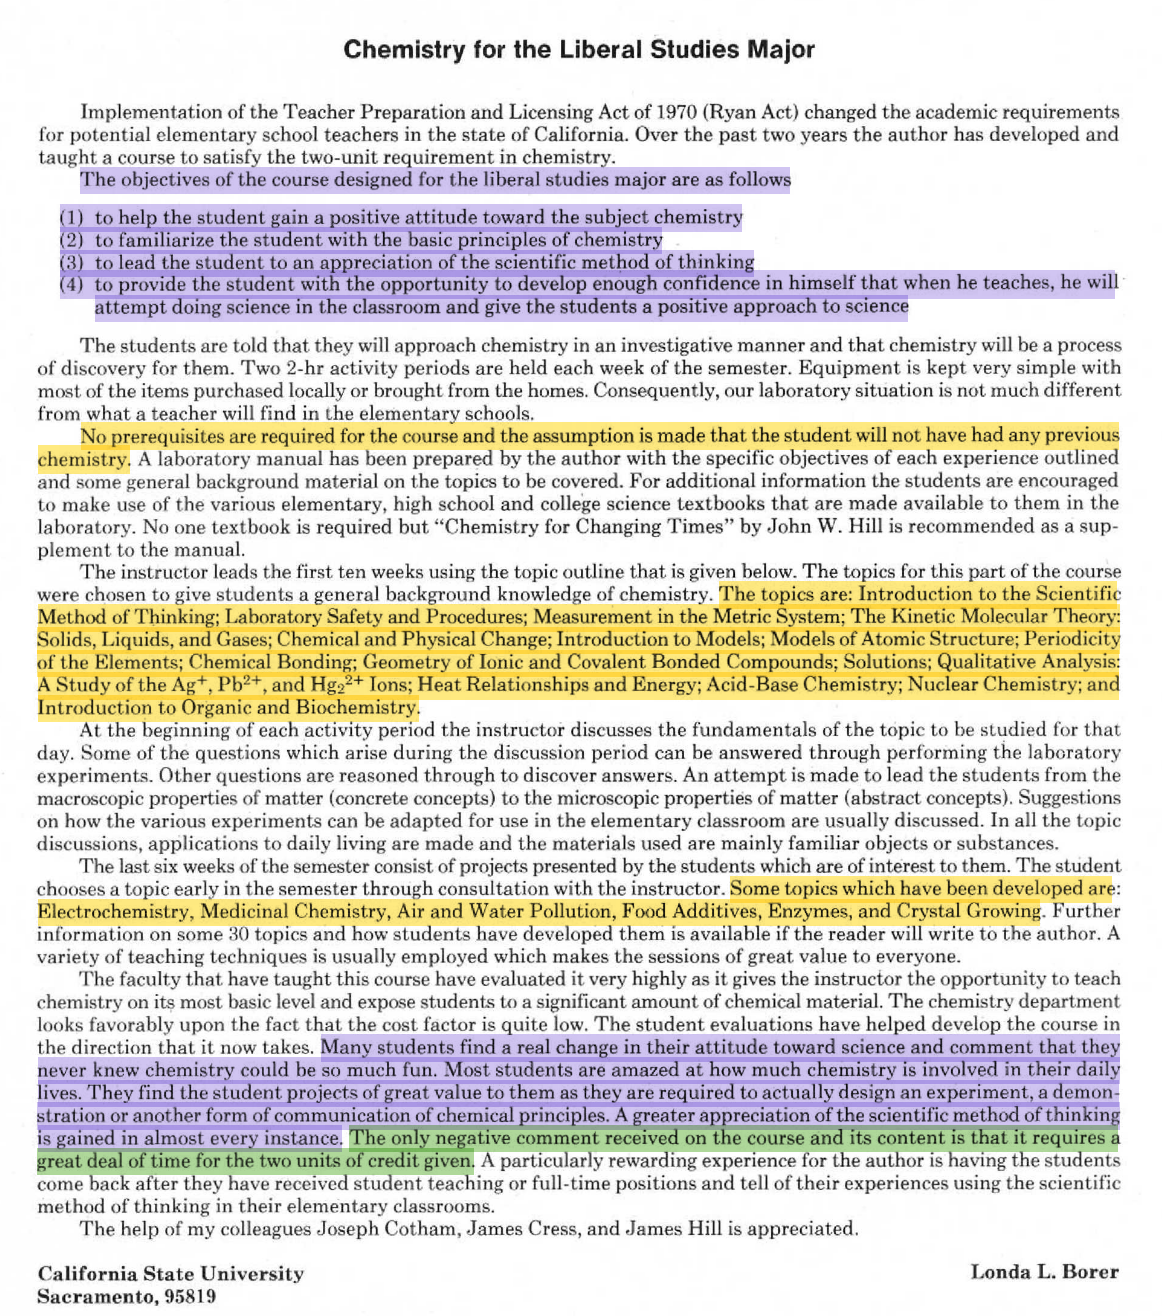 Chemistry for the Liberal Studies Major
Implementation of the Teacher Preparation and Licensing Act of 1970 (Ryan Act) changed the academic requirements
for potential elementary school teachers in the state of California. Over the past two years the author has developed and
taught a course to satisfy the two-unit requirement in chemistry.
The objectives of the course designed for the liberal studies major are as follows
(1) to help the student gain a positive attitude toward the subject chemistry
(2) to familiarize the student with the basic principles of chemistry
(3) to lead the student to an appreciation of the scientific method of thinking
(4) to provide the student with the opportunity to develop enough confidence in himself that when he teaches, he will
attempt doing science in the classroom and give the students a positive approach to science
The students are told that they will approach chemistry in an investigative manner and that chemistry will be a process
of discovery for them. Two 2-hr activity periods are held each week of the semester. Equipment is kept very simple with
most of the items purchased locally or brought from the homes. Consequently, our laboratory situation is not much different
from what a teacher will find in the elementary schools.
No prerequisites are required for the course and the assumption is made that the student will not have had any previous
chemistry. A laboratory manual has been prepared by the author with the specific objectives of each experience outlined
and some general background material on the topics to be covered. For additional information the students are encouraged
to make use of the various elementary, high school and college science textbooks that are made available to them in the
laboratory. No one textbook is required but “Chemistry for Changing Times” by John W. Hill is recommended as a sup-
plement to the manual.
The instructor leads the first ten weeks using the topic outline that is given below. The topics for this part of the course
were chosen to give students a general background knowledge of chemistry. The topics are: Introduction to the Scientific
Method of Thinking; Laboratory Safety and Procedures; Measurement in the Metric System; The Kinetic Molecular Theory:
Solids, Liquids, and Gases; Chemical and Physical Change; Introduction to Models; Models of Atomic Structure; Periodicity
of the Elements; Chemical Bonding; Geometry of Ionic and Covalent Bonded Compounds; Solutions; Qualitative Analysis:
A Study of the Ag⁺, Pb²⁺, and Hg₂²⁺ Ions; Heat Relationships and Energy; Acid-Base Chemistry; Nuclear Chemistry; and
Introduction to Organic and Biochemistry.
At the beginning of each activity period the instructor discusses the fundamentals of the topic to be studied for that
day. Some of the questions which arise during the discussion period can be answered through performing the laboratory
experiments. Other questions are reasoned through to discover answers. An attempt is made to lead the students from the
macroscopic properties of matter (concrete concepts) to the microscopic properties of matter (abstract concepts). Suggestions
on how the various experiments can be adapted for use in the elementary classroom are usually discussed. In all the topic
discussions, applications to daily living are made and the materials used are mainly familiar objects or substances.
The last six weeks of the semester consist of projects presented by the students which are of interest to them. The student
chooses a topic early in the semester through consultation with the instructor. Some topics which have been developed are:
Electrochemistry, Medicinal Chemistry, Air and Water Pollution, Food Additives, Enzymes, and Crystal Growing. Further
information on some 30 topics and how students have developed them is available if the reader will write to the author. A
variety of teaching techniques is usually employed which makes the sessions of great value to everyone.
The faculty that have taught this course have evaluated it very highly as it gives the instructor the opportunity to teach
chemistry on its most basic level and expose students to a significant amount of chemical material. The chemistry department
looks favorably upon the fact that the cost factor is quite low. The student evaluations have helped develop the course in
the direction that it now takes. Many students find a real change in their attitude toward science and comment that they
never knew chemistry could be so much fun. Most students are amazed at how much chemistry is involved in their daily
lives. They find the student projects of great value to them as they are required to actually design an experiment, a demon-
stration or another form of communication of chemical principles. A greater appreciation of the scientific method of thinking
is gained in almost every instance. The only negative comment received on the course and its content is that it requires a
great deal of time for the two units of credit given. A particularly rewarding experience for the author is having the students
come back after they have received student teaching or full-time positions and tell of their experiences using the scientific
method of thinking in their elementary classrooms.
The help of my colleagues Joseph Cotham, James Cress, and James Hill is appreciated.
California State University
Sacramento, 95819
Londa L. Borer